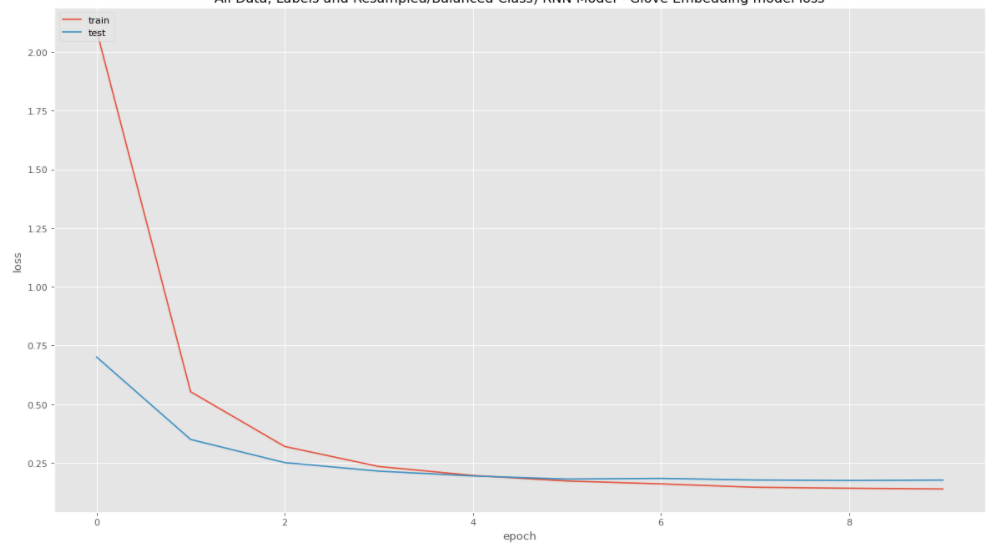 All Data, Labels and Resampled/Balanced Class) RNN Model - Glove Embedding model loss
train
test
2.00
1.75
1.50
1.25
1.00
0.75
0.50
0.25
loss
0
2
4
6
8
epoch